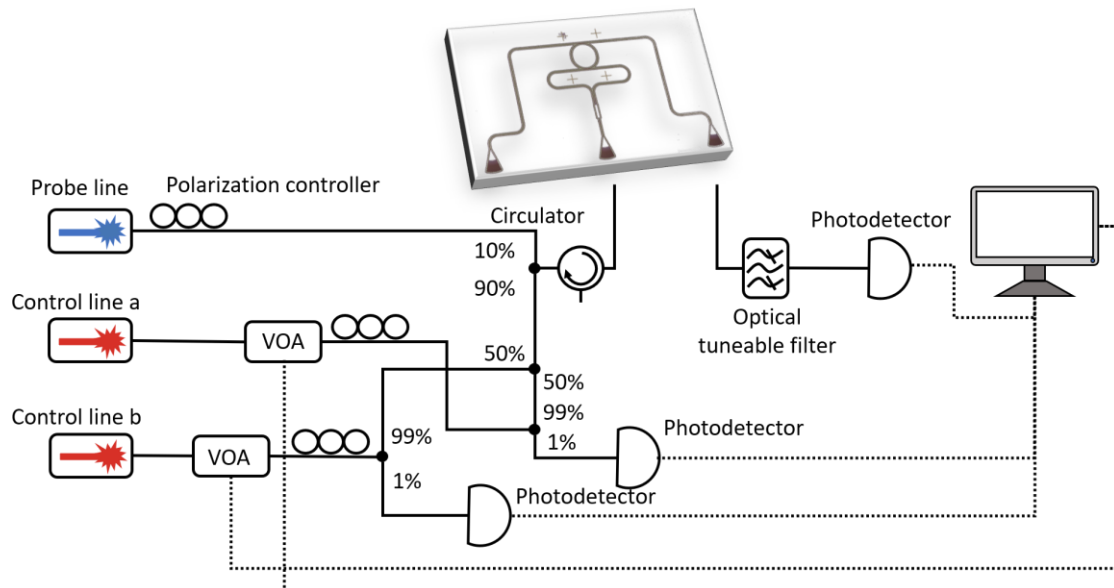 Probe line
Polarization controller
Circulator
Photodetector
10%
90%
Control line a
VOA
Optical
tuneable filter
50%
50%
Control line b
99%
VOA
99%
1%
Photodetector
1%
Photodetector